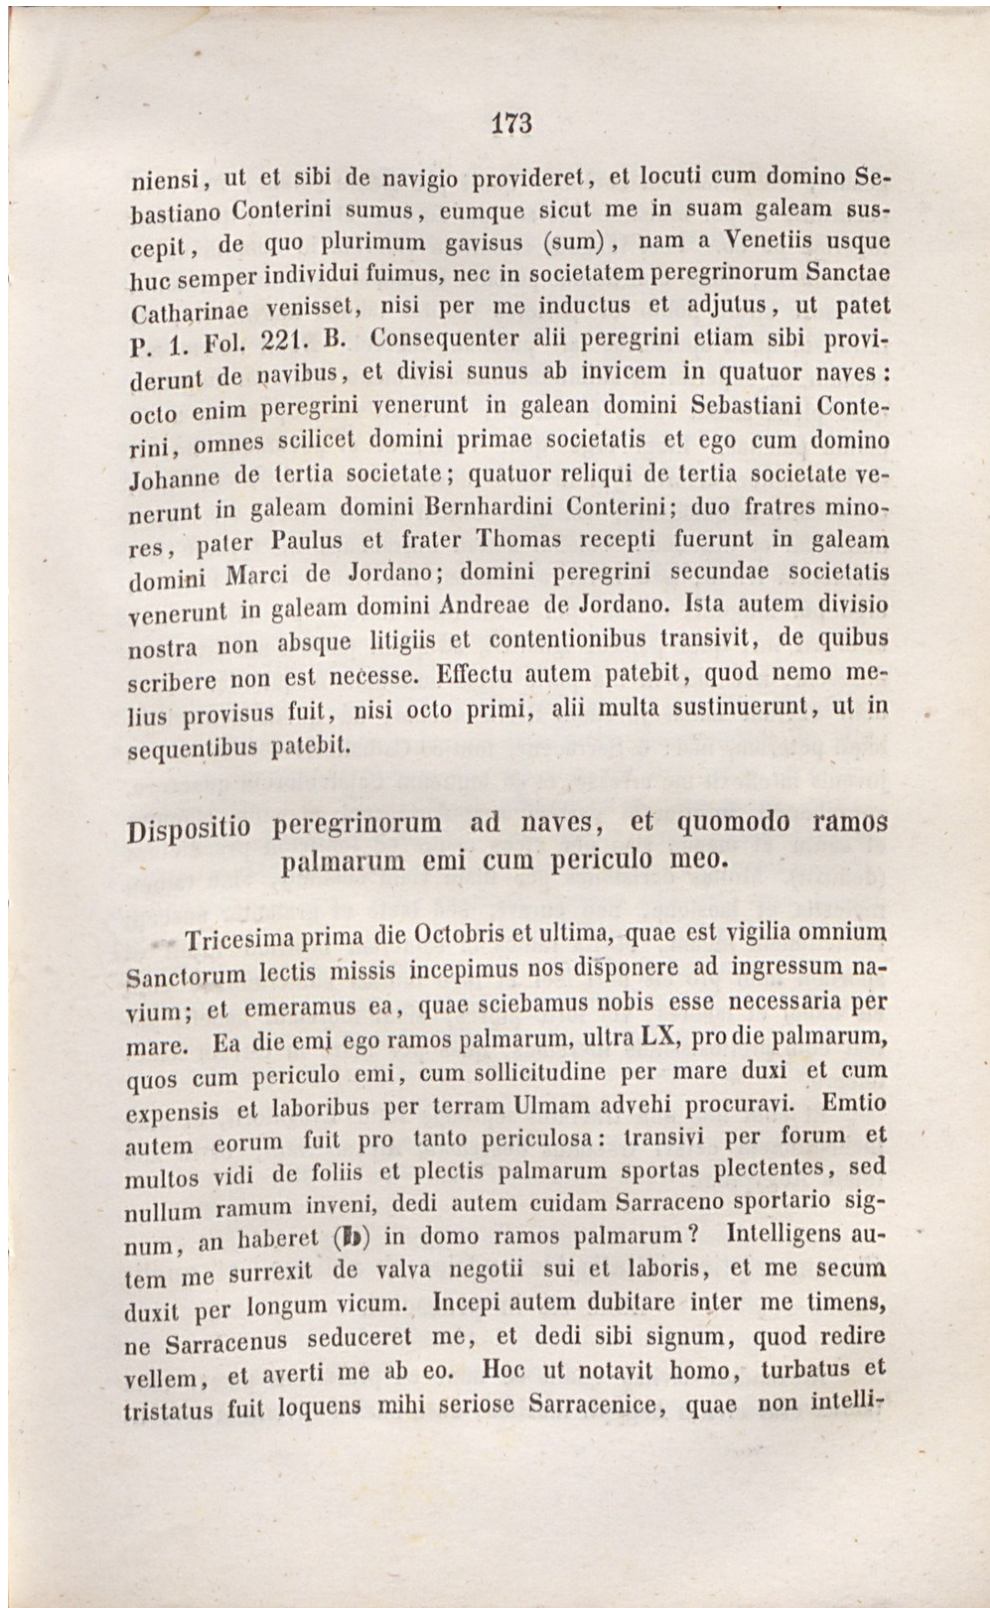 173
niensi, ut et sibi de navigio provideret, et locuti cum domino Se-
bastiano Conterini sumus, eumque sicut me in suam galeam sus-
cepit, de quo plurimum gavisus (sum), nam a Venetiis usque
huc semper individui fuimus, nec in societatem peregrinorum Sanctae
Catharinae venisset, nisi per me inductus et adjutus, ut patet
P. 1. Fol. 221. B. Consequenter alii peregrini etiam sibi provi-
derunt de navibus, et divisi sunus ab invicem in quatuor naves:
octo enim peregrini venerunt in galean domini Sebastiani Conte-
rini, omnes scilicet domini primae societatis et ego cum domino
Johanne de tertia societate; quatuor reliqui de tertia societate ve-
nerunt in galeam domini Bernhardini Conterini; duo fratres mino-
res, pater Paulus et frater Thomas recepti fuerunt in galeam
domini Marci de Jordano; domini peregrini secundae societatis
venerunt in galeam domini Andreae de Jordano. Ista autem divisio
nostra non absque litigiis et contentionibus transivit, de quibus
scribere non est necesse. Effectu autem patebit, quod nemo me-
lius provisus fuit, nisi octo primi, alii multa sustinuerunt, ut in
sequentibus patebit.
Dispositio peregrinorum ad naves, et quomodo ramos
palmarum emi cum periculo meo.
Tricesima prima die Octobris et ultima, quae est vigilia omnium
Sanctorum lectis missis incepimus nos disponere ad ingressum na-
vium; et emeramus ea, quae sciebamus nobis esse necessaria per
mare. Ea die emi ego ramos palmarum, ultra LX, pro die palmarum,
quos cum periculo emi, cum sollicitudine per mare duxi et cum
expensis et laboribus per terram Ulmam advehi procuravi. Emtio
autem eorum fuit pro tanto periculosa: transivi per forum et
multos vidi de foliis et plectis palmarum sportas plectentes, sed
nullum ramum inveni, dedi autem cuidam Sarraceno sportario sig-
num, an haberet (b) in domo ramos palmarum? Intelligens au-
tem me surrexit de valva negotii sui et laboris, et me secum
duxit per longum vicum. Incepi autem dubitare inter me timens,
ne Sarracenus seduceret me, et dedi sibi signum, quod redire
vellem, et averti me ab eo. Hoc ut notavit homo, turbatus et
tristatus fuit loquens mihi seriose Sarracenice, quae non intelli-